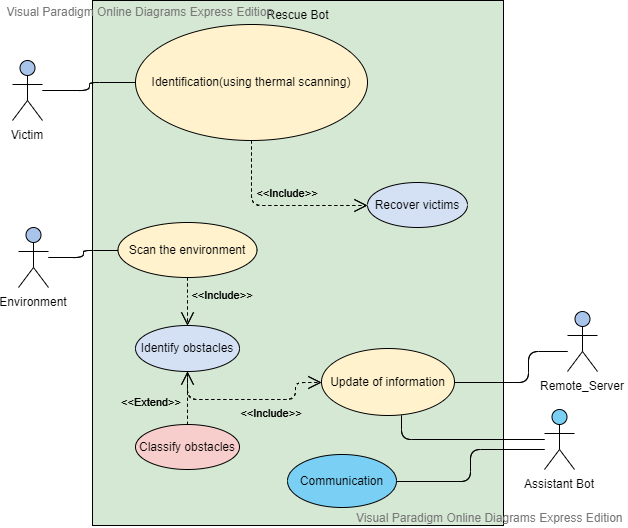 Visual Paradigm Online Diagrams Express Edition
Rescue Bot
Identification(using thermal scanning)
Victim
<<Include>>
Recover victims
Scan the environment
Environment
<<Include>>
Identify obstacles
Update of information
Remote_Server
<<Extend>>
<<Include>>
Classify obstacles
Communication
Assistant Bot
Visual Paradigm Online Diagrams Express Edition